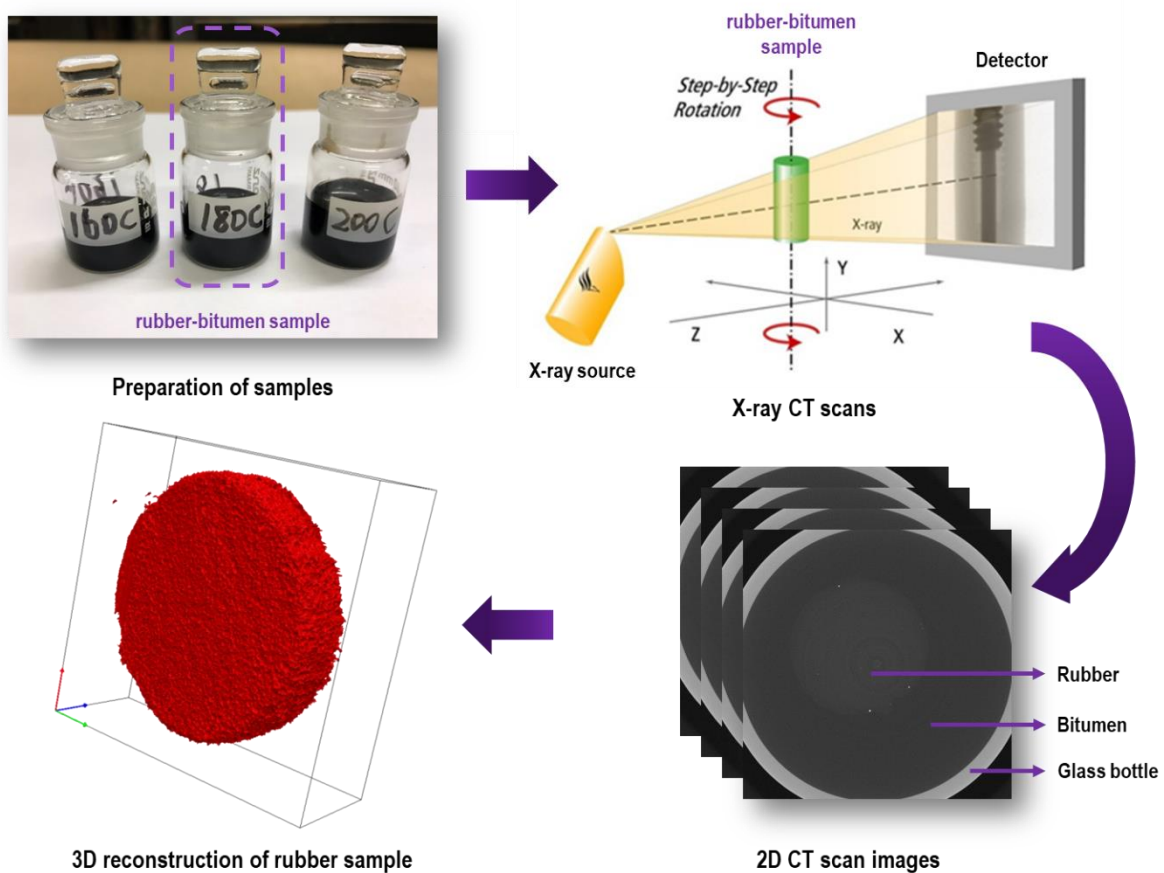 160C
180C
200C
rubber-bitumen sample
Preparation of samples
rubber-bitumen
sample
Step-by-Step
Rotation
Detector
X-ray
Y
Z
X
X-ray source
X-ray CT scans
Rubber
Bitumen
Glass bottle
2D CT scan images
3D reconstruction of rubber sample